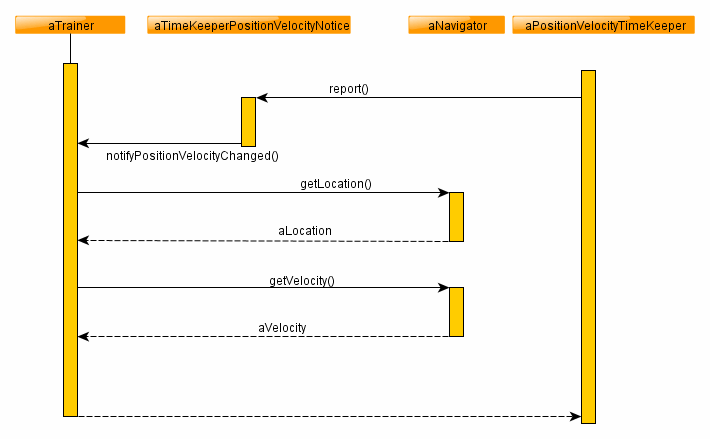 aTrainer
aTimeKeeperPositionVelocityNotice
aNavigator
aPositionVelocityTimeKeeper
report()
notifyPositionVelocityChanged()
getLocation()
aLocation
getVelocity()
aVelocity